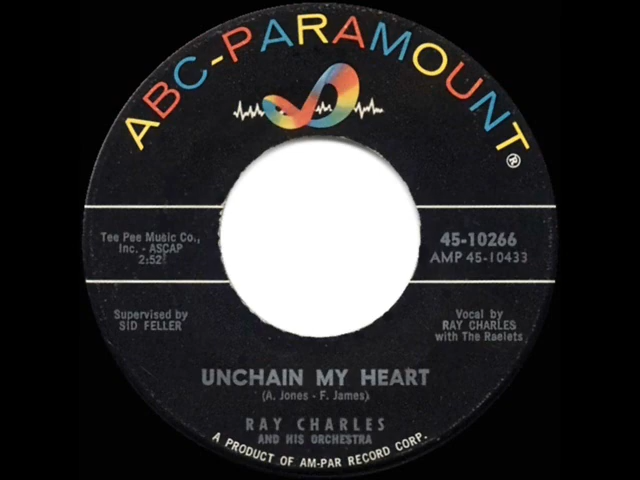 ABC-PARAMOUNT
®
Tee Pee Music Co.,
Inc. - ASCAP
2:52
45-10266
AMP 45-10433
Supervised by
SID FELLER
Vocal by
RAY CHARLES
with The Raelets
UNCHAIN MY HEART
(A. Jones - F. James)
RAY CHARLES
AND HIS ORCHESTRA
A PRODUCT OF AM-PAR RECORD CORP.